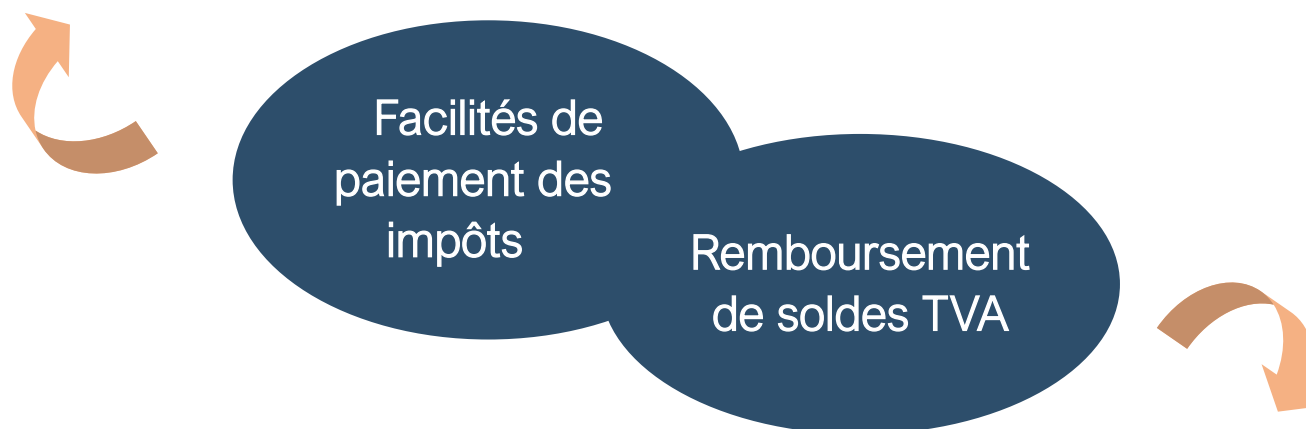 Facilités de
paiement des
impôts
Remboursement
de soldes TVA